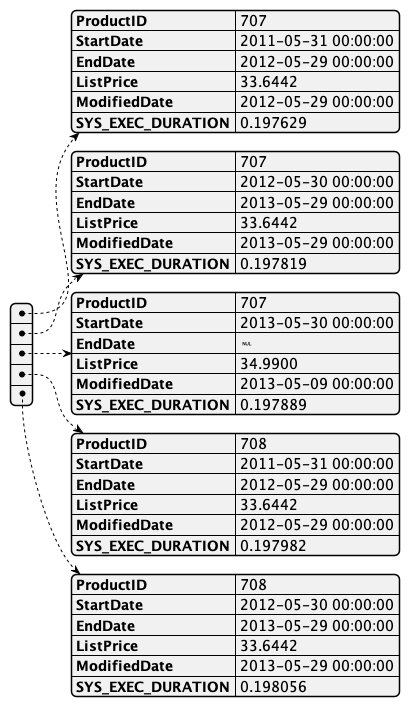 ProductID 707
StartDate 2011-05-31 00:00:00
EndDate 2012-05-29 00:00:00
ListPrice 33.6442
ModifiedDate 2012-05-29 00:00:00
SYS_EXEC_DURATION 0.197629
ProductID 707
StartDate 2012-05-30 00:00:00
EndDate 2013-05-29 00:00:00
ListPrice 33.6442
ModifiedDate 2013-05-29 00:00:00
SYS_EXEC_DURATION 0.197819
ProductID 707
StartDate 2013-05-30 00:00:00
EndDate NUL
ListPrice 34.9900
ModifiedDate 2013-05-09 00:00:00
SYS_EXEC_DURATION 0.197889
ProductID 708
StartDate 2011-05-31 00:00:00
EndDate 2012-05-29 00:00:00
ListPrice 33.6442
ModifiedDate 2012-05-29 00:00:00
SYS_EXEC_DURATION 0.197982
ProductID 708
StartDate 2012-05-30 00:00:00
EndDate 2013-05-29 00:00:00
ListPrice 33.6442
ModifiedDate 2013-05-29 00:00:00
SYS_EXEC_DURATION 0.198056